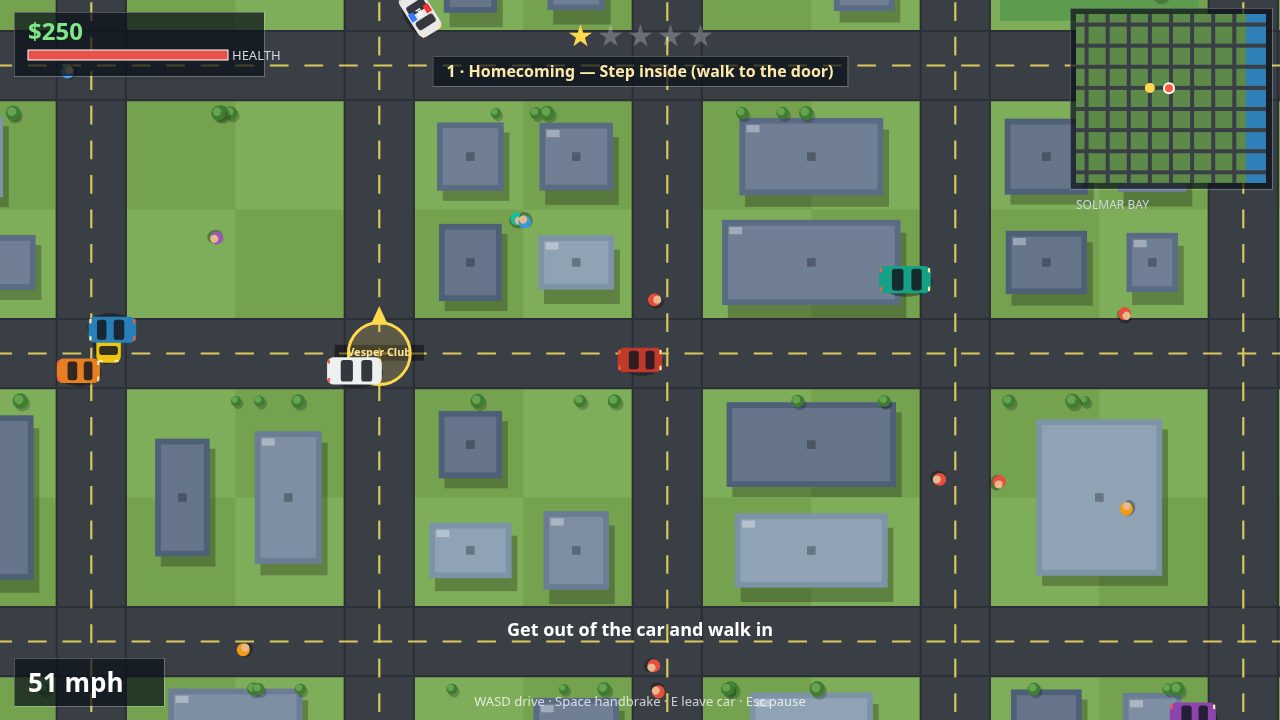 $250
HEALTH
1 · Homecoming — Step inside (walk to the door)
SOLMAR BAY
Vesper Club
Get out of the car and walk in
51 mph
WASD drive · Space handbrake · E leave car · Esc pause